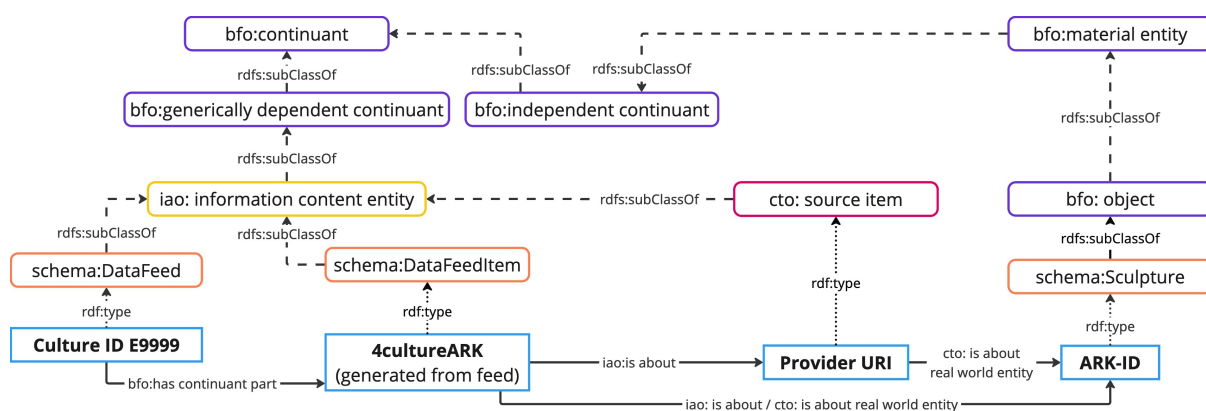 bfo:continuant
bfo:material entity
rdfs:subClassOf
rdfs:subClassOf
rdfs:subClassOf
bfo:generically dependent continuant
bfo:independent continuant
rdfs:subClassOf
rdfs:subClassOf
iao: information content entity
rdfs:subClassOf
cto: source item
bfo: object
rdfs:subClassOf
rdfs:subClassOf
rdfs:subClassOf
schema:DataFeed
schema:DataFeedItem
schema:Sculpture
rdf:type
rdf:type
rdf:type
rdf:type
Culture ID E9999
4cultureARK
(generated from feed)
iao:is about
Provider URI
cto: is about
real world entity
ARK-ID
bfo:has continuant part
iao: is about / cto: is about real world entity